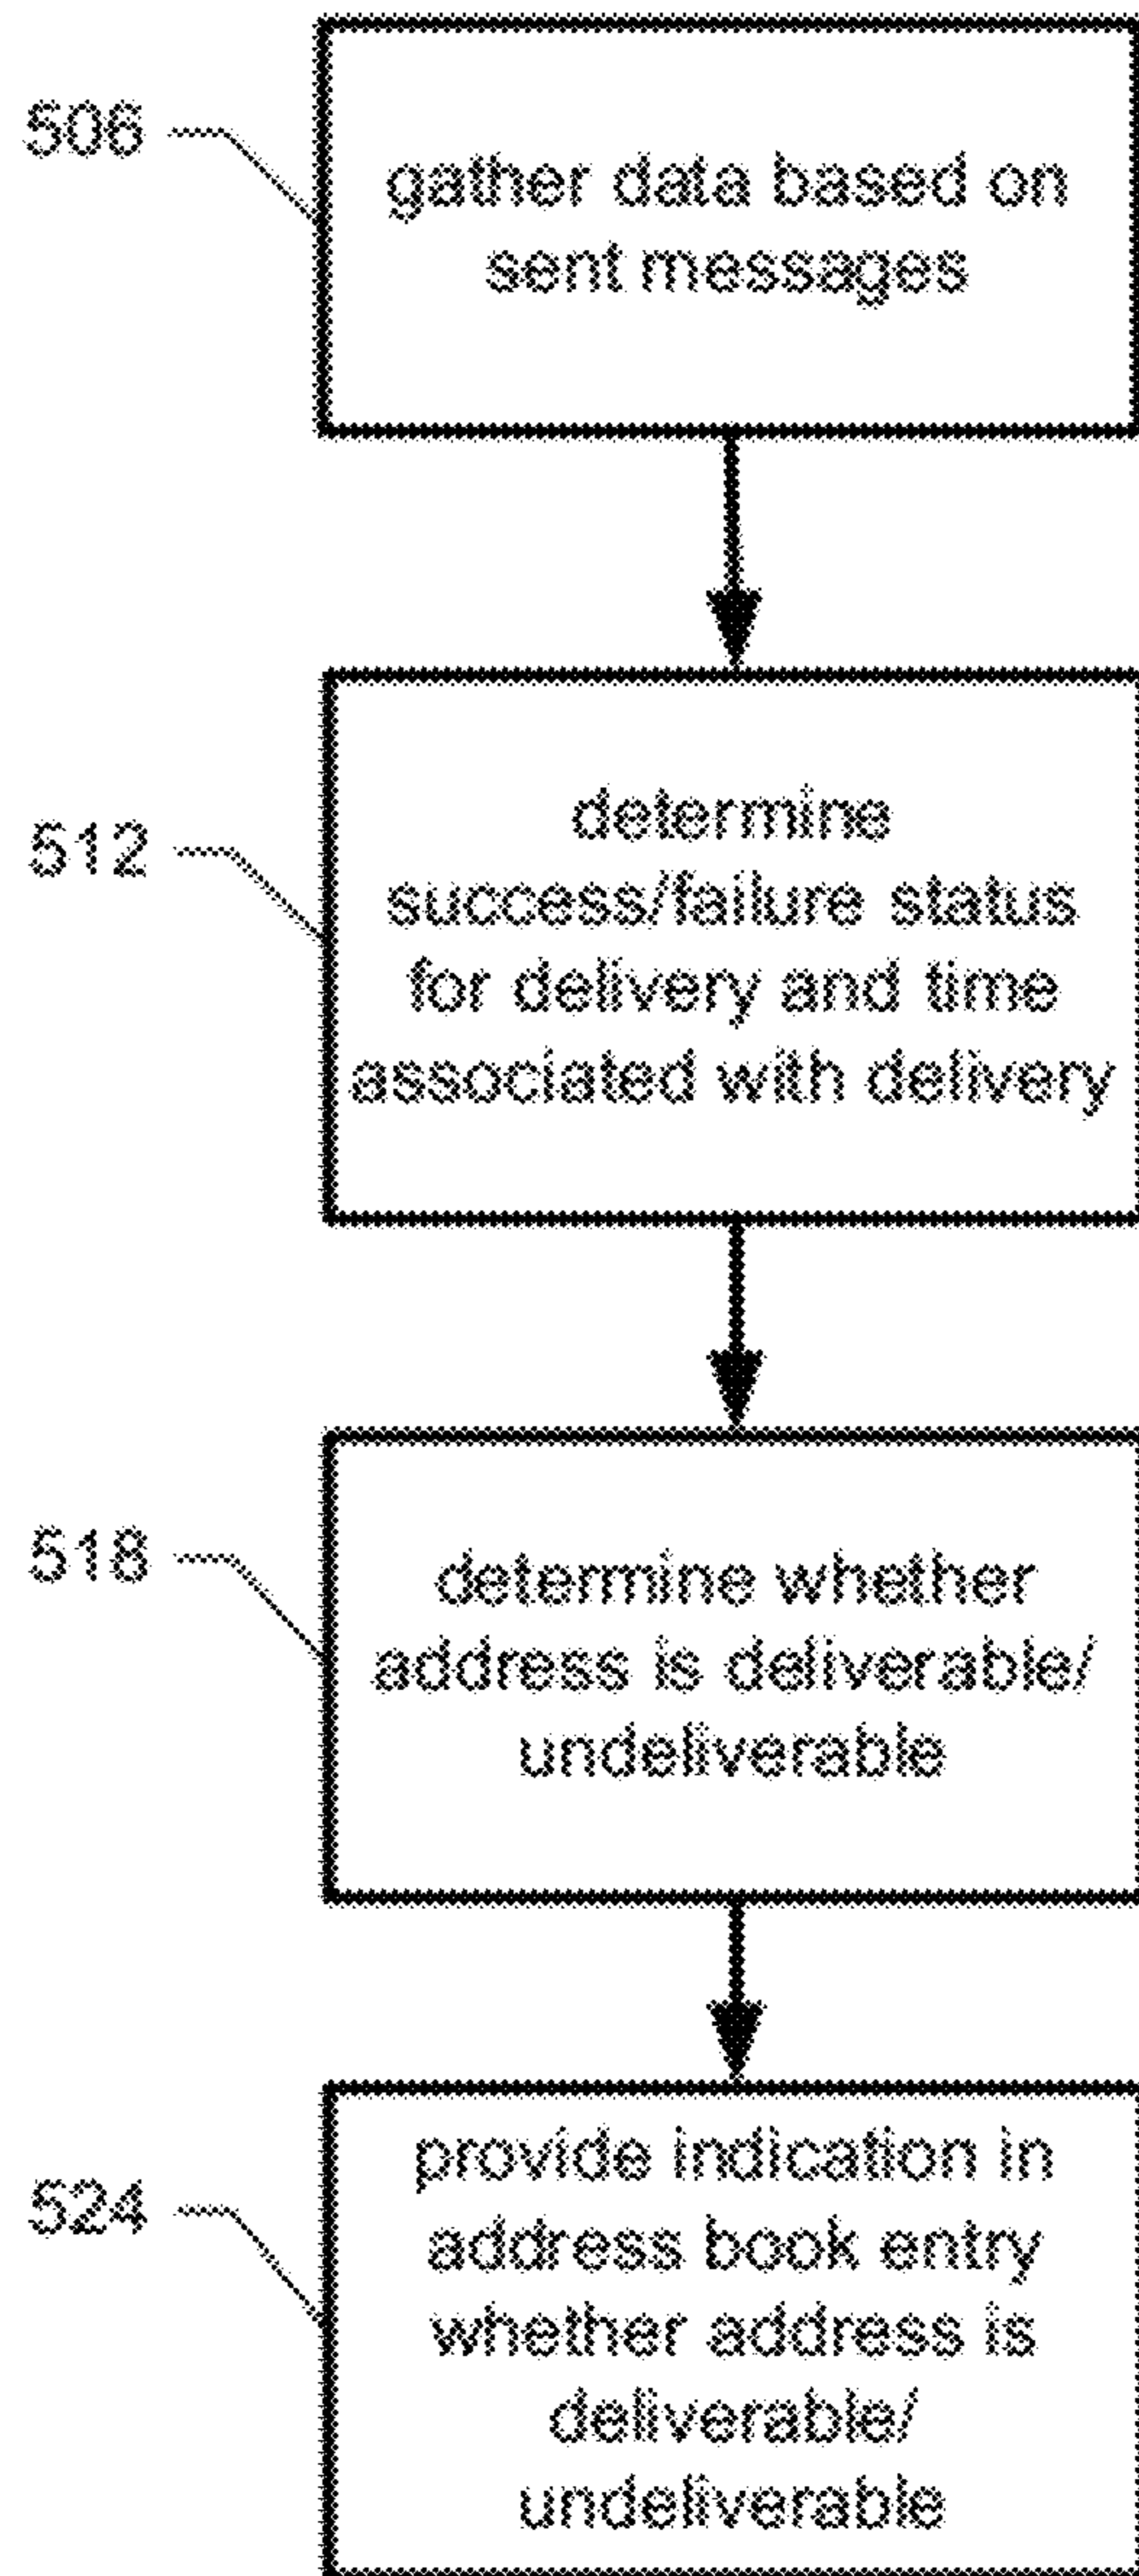 506
gather data based on
sent messages
512
determine
success/failure status
for delivery and time
associated with delivery
518
determine whether
address is deliverable/
undeliverable
524
provide indication in
address book entry
whether address is
deliverable/
undeliverable